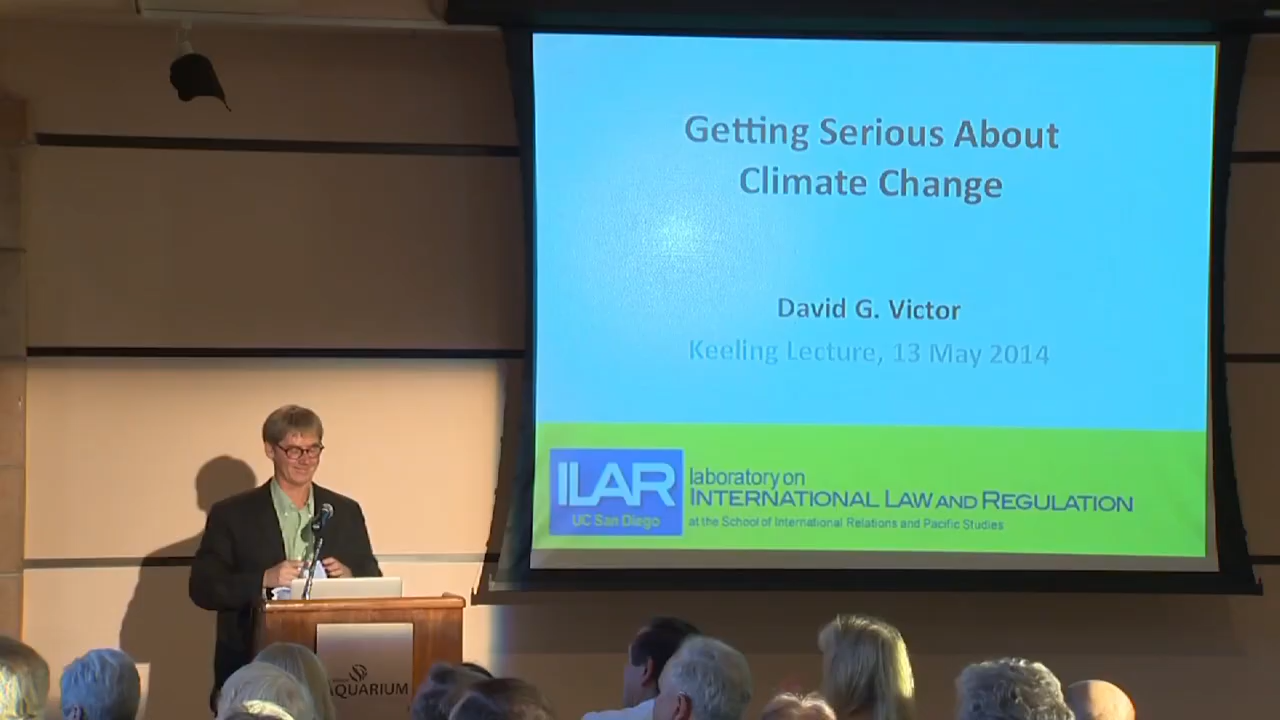 Getting Serious About
Climate Change
David G. Victor
Keeling Lecture, 13 May 2014
ILAR
UC San Diego
laboratory on
INTERNATIONAL LAW AND REGULATION
at the School of International Relations and Pacific Studies
AQUARIUM